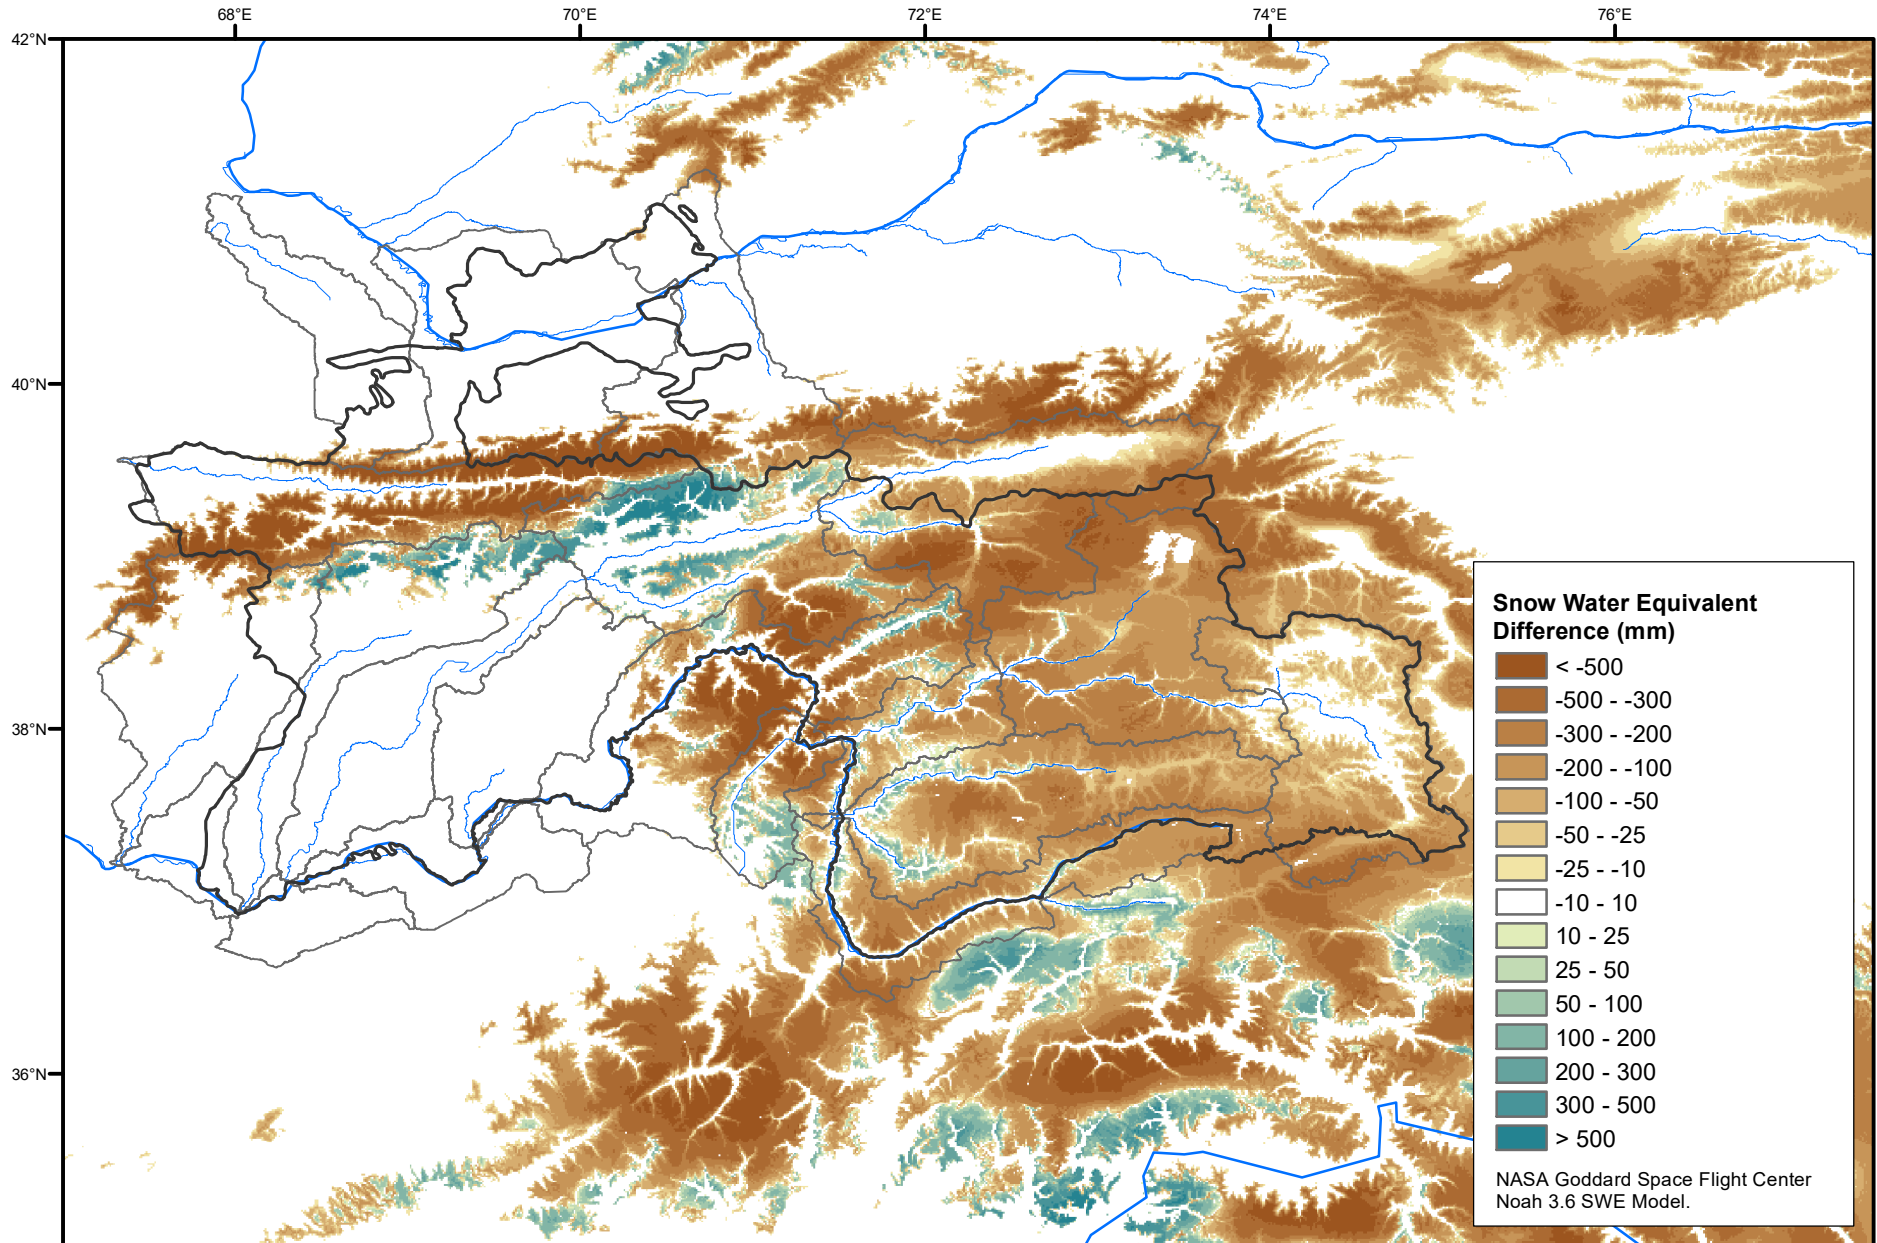 68°E 70°E 72°E 74°E 76°E
42°N
40°N
38°N
36°N
Snow Water Equivalent
Difference (mm)
< -500
-500 - -300
-300 - -200
-200 - -100
-100 - -50
-50 - -25
-25 - -10
-10 - 10
10 - 25
25 - 50
50 - 100
100 - 200
200 - 300
300 - 500
> 500
NASA Goddard Space Flight Center
Noah 3.6 SWE Model.